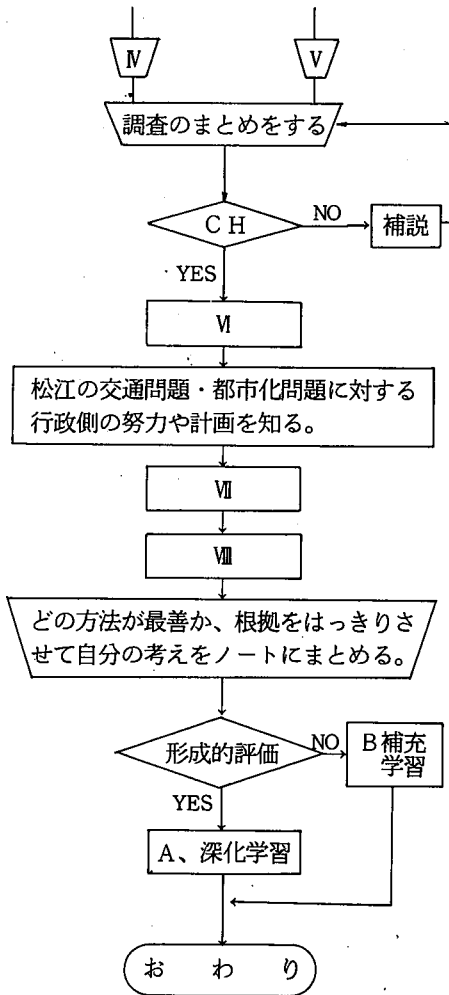 Ⅳ
Ⅴ
調査のまとめをする
CH
NO
補説
YES
Ⅵ
松江の交通問題・都市化問題に対する
行政側の努力や計画を知る。
Ⅶ
Ⅷ
どの方法が最善か、根拠をはっきりさ
せて自分の考えをノートにまとめる。
形成的評価
NO
B補充
学習
YES
A、深化学習
おわり